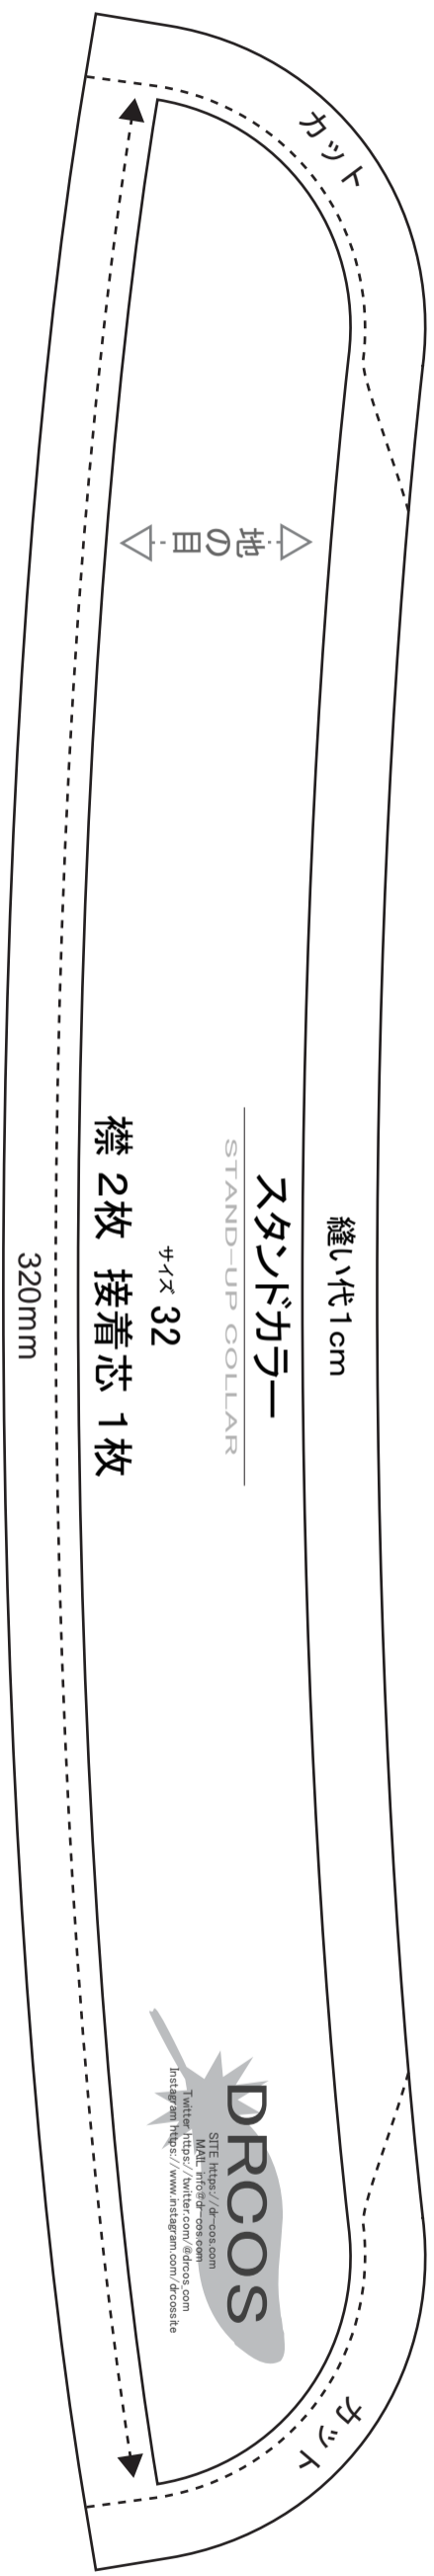 カット
地の目
縫い代1cm
スタンドカラー
STAND-UP COLLAR
サイズ 32
襟 2枚 接着芯 1枚
320mm
DRCOS
SITE https://dr-cos.com
MAIL info@dr-cos.com
Twitter https://twitter.com/@drcos_com
Instagram https://www.instagram.com/drcossite
カット